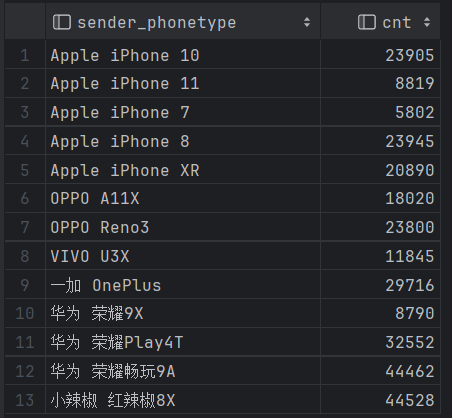 sender_phonetype cnt
1 Apple iPhone 10 23905
2 Apple iPhone 11 8819
3 Apple iPhone 7 5802
4 Apple iPhone 8 23945
5 Apple iPhone XR 20890
6 OPPO A11X 18020
7 OPPO Reno3 23800
8 VIVO U3X 11845
9 一加 OnePlus 29716
10 华为 荣耀9X 8790
11 华为 荣耀Play4T 32552
12 华为 荣耀畅玩9A 44462
13 小辣椒 红辣椒8X 44528